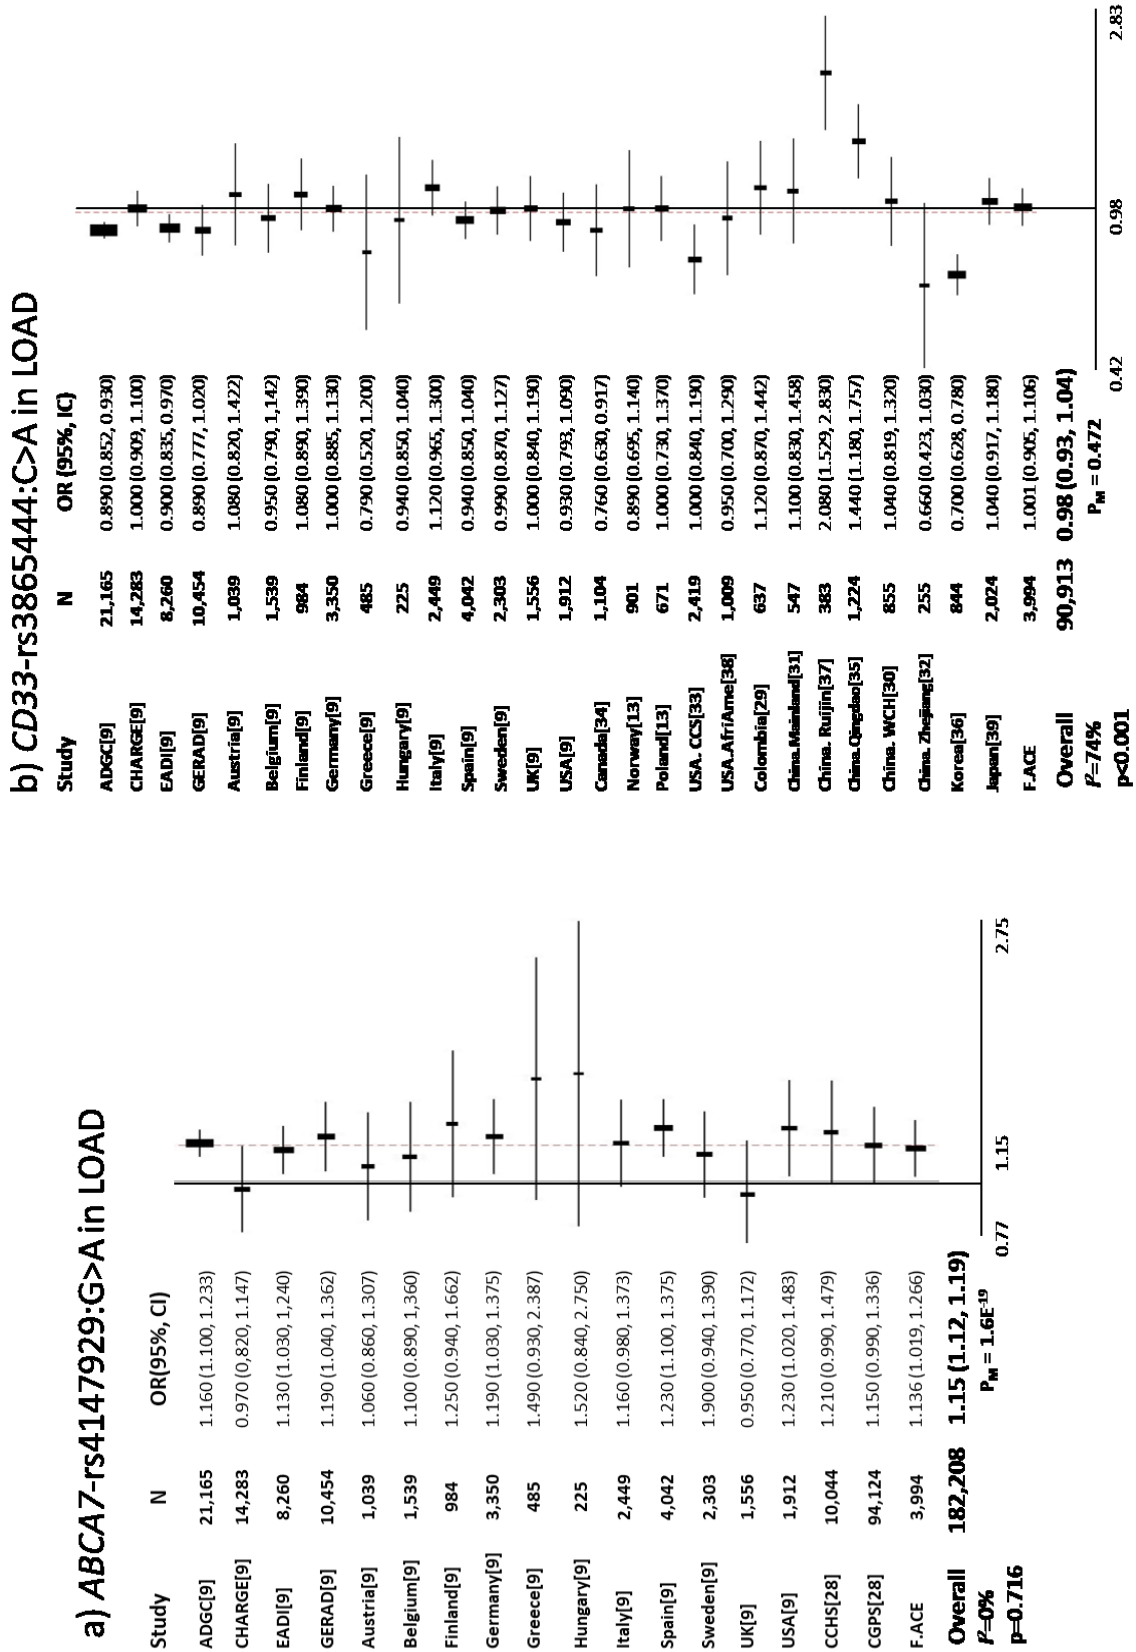 a) ABCA7-rs4147929:G>A in LOAD
Study N OR(95%, CI)
ADGC[9] 21,165 1.160 (1.100, 1.233)
CHARGE[9] 14,283 0.970 (0,820, 1.147)
EADI[9] 8,260 1.130 (1.030, 1,240)
GERAD[9] 10,454 1.190 (1.040, 1.362)
Austria[9] 1,039 1.060 (0.860, 1.307)
Belgium[9] 1,539 1.100 (0.890, 1,360)
Finland[9] 984 1.250 (0.940, 1.662)
Germany[9] 3,350 1.190 (1.030, 1.375)
Greece[9] 485 1.490 (0.930, 2.387)
Hungary[9] 225 1.520 (0.840, 2.750)
Italy[9] 2,449 1.160 (0.980, 1.373)
Spain[9] 4,042 1.230 (1.100, 1.375)
Sweden[9] 2,303 1.900 (0.940, 1.390)
UK[9] 1,556 0.950 (0.770, 1.172)
USA[9] 1,912 1.230 (1.020, 1.483)
CCHS[28] 10,044 1.210 (0.990, 1.479)
CGPS[28] 94,124 1.150 (0.990, 1.336)
F.ACE 3,994 1.136 (1.019, 1.266)
Overall 182,208 1.15 (1.12, 1.19)
I²=0% P_M = 1.6E⁻¹⁹
p=0.716
0.77 1.15 2.75
b) CD33-rs3865444:C>A in LOAD
Study N OR (95%, IC)
ADGC[9] 21,165 0.890 (0.852, 0.930)
CHARGE[9] 14,283 1.000 (0.909, 1.100)
EADI[9] 8,260 0.900 (0.835, 0.970)
GERAD[9] 10,454 0.890 (0.777, 1.020)
Austria[9] 1,039 1.080 (0.820, 1.422)
Belgium[9] 1,539 0.950 (0.790, 1,142)
Finland[9] 984 1.080 (0.890, 1.390)
Germany[9] 3,350 1.000 (0.885, 1.130)
Greece[9] 485 0.790 (0.520, 1.200)
Hungary[9] 225 0.940 (0.850, 1.040)
Italy[9] 2,449 1.120 (0.965, 1.300)
Spain[9] 4,042 0.940 (0.850, 1.040)
Sweden[9] 2,303 0.990 (0.870, 1.127)
UK[9] 1,556 1.000 (0.840, 1.190)
USA[9] 1,912 0.930 (0.793, 1.090)
Canada[34] 1,104 0.760 (0.630, 0.917)
Norway[13] 901 0.890 (0.695, 1.140)
Poland[13] 671 1.000 (0.730, 1.370)
USA. CCS[33] 2,419 1.000 (0.840, 1.190)
USA.AfriAme[38] 1,009 0.950 (0.700, 1.290)
Colombia[29] 637 1.120 (0.870, 1.442)
China.Mainland[31] 547 1.100 (0.830, 1.458)
China. Ruijin[37] 383 2.080 (1.529, 2.830)
China.Qingdao[35] 1,224 1.440 (1.180, 1.757)
China. WCH[30] 855 1.040 (0.819, 1.320)
China. Zhejiang[32] 255 0.660 (0.423, 1.030)
Korea[36] 844 0.700 (0.628, 0.780)
Japan[39] 2,024 1.040 (0.917, 1.180)
F.ACE 3,994 1.001 (0.905, 1.106)
Overall 90,913 0.98 (0.93, 1.04)
I²=74% P_M = 0.472
p<0.001
0.42 0.98 2.83